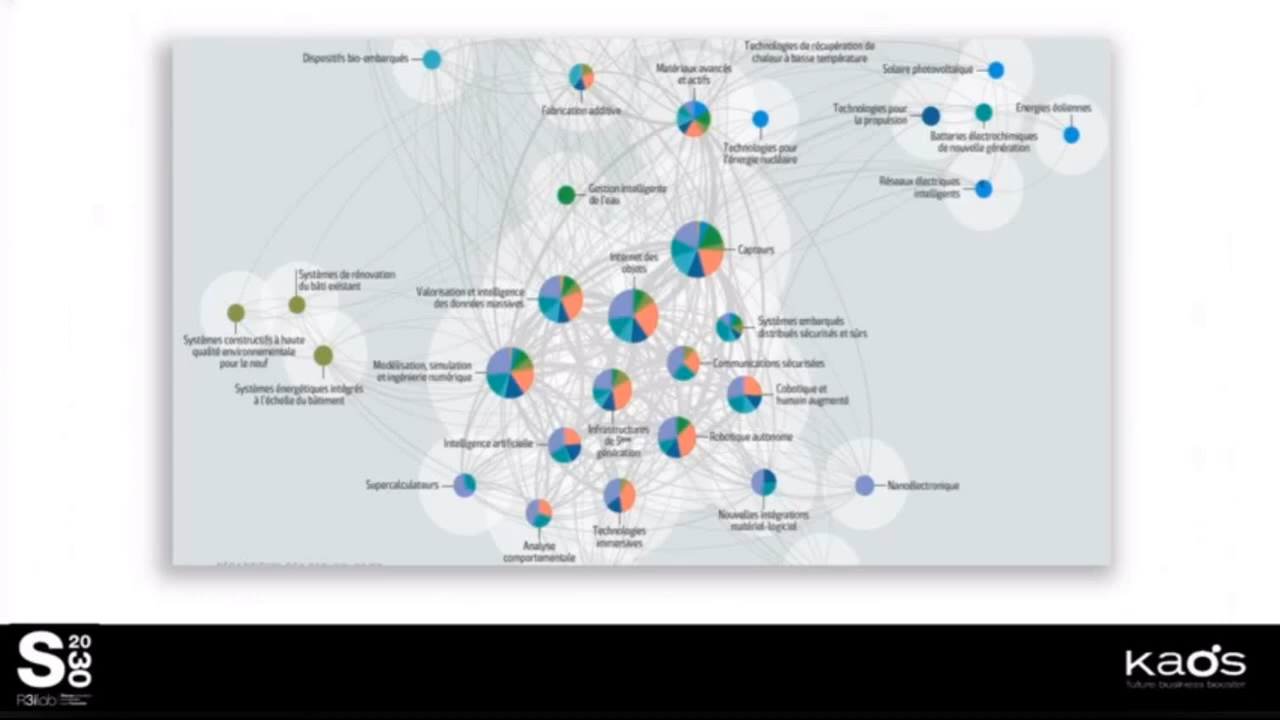 Dispositifs bio-embarqués
Fabrication additive
Matériaux avancés
et actifs
Technologies de récupération de
chaleur à basse température
Technologies pour
l'énergie nucléaire
Solaire photovoltaïque
Technologies pour
la propulsion
Batteries électrochimiques
de nouvelle génération
Énergies éoliennes
Réseaux électriques
intelligents
Gestion intelligente
de l'eau
Capteurs
Internet des
objets
Valorisation et intelligence
des données massives
Systèmes de rénovation
du bâti existant
Systèmes constructifs à haute
qualité environnementale
pour le neuf
Systèmes énergétiques intégrés
à l'échelle du bâtiment
Systèmes embarqués
distribués sécurisés et sûrs
Communications sécurisées
Modélisation, simulation
et ingénierie numérique
Cobotique et
humain augmenté
Infrastructures
de 5ème
génération
Robotique autonome
Intelligence artificielle
Supercalculateurs
Analyse
comportementale
Technologies
immersives
Nouvelles intégrations
matériel-logiciel
Nanoélectronique
S 2030
R3iLab
kaos
future business booster